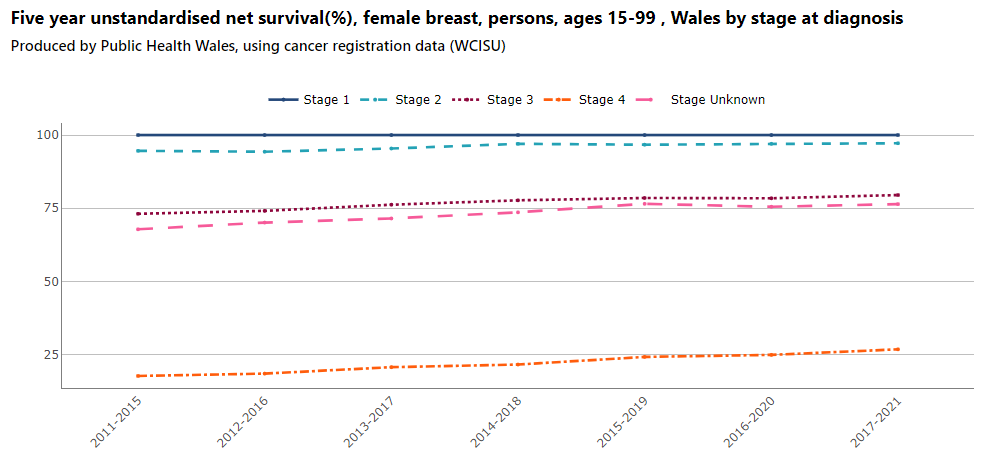 Five year unstandardised net survival(%), female breast, persons, ages 15-99 , Wales by stage at diagnosis
Produced by Public Health Wales, using cancer registration data (WCISU)
Stage 1 Stage 2 Stage 3 Stage 4 Stage Unknown
100
75
50
25
2011-2015 2012-2016 2013-2017 2014-2018 2015-2019 2016-2020 2017-2021